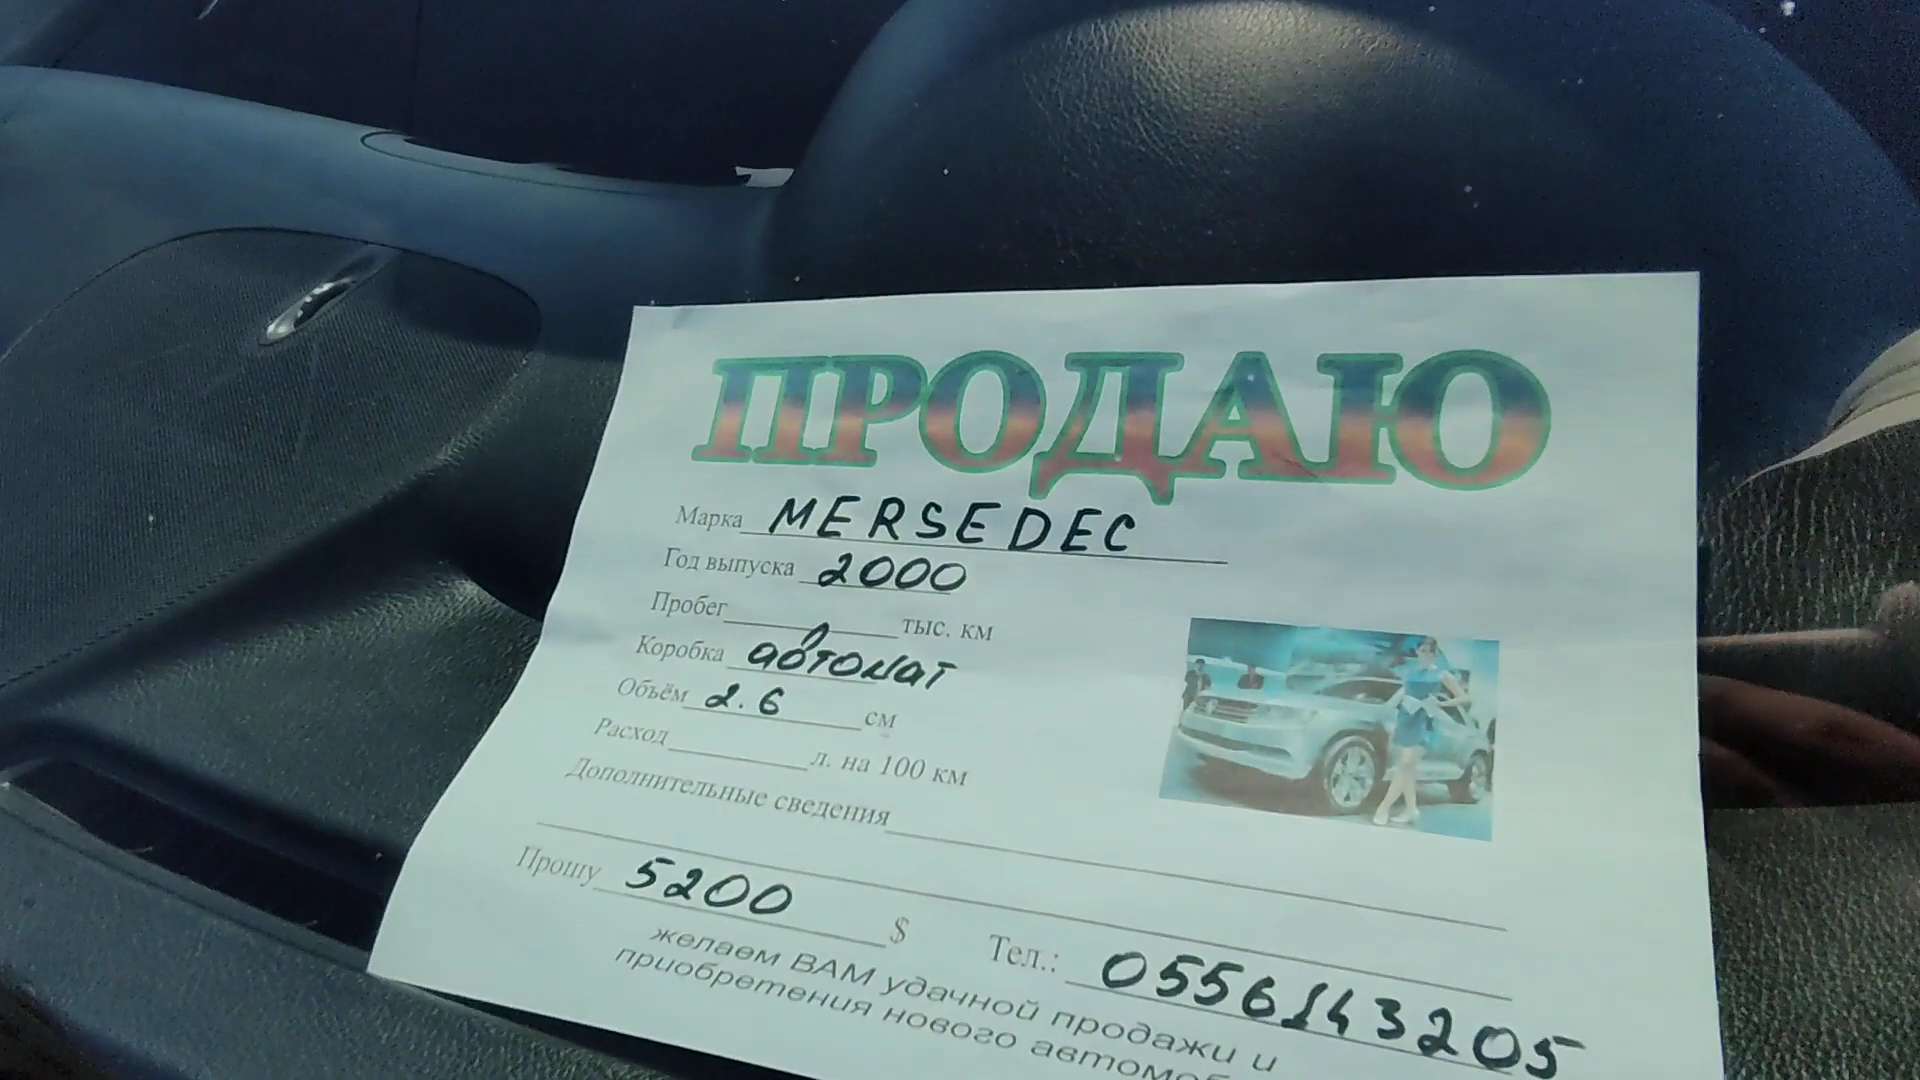 ПРОДАЮ
Марка MERSEDEC
Год выпуска 2000
Пробег тыс. км
Коробка автомат
Объём 2.6 см
Расход л. на 100 км
Дополнительные сведения
Прошу 5200 $ Тел.: 0556143205
желаем ВАМ удачной продажи и
приобретения нового